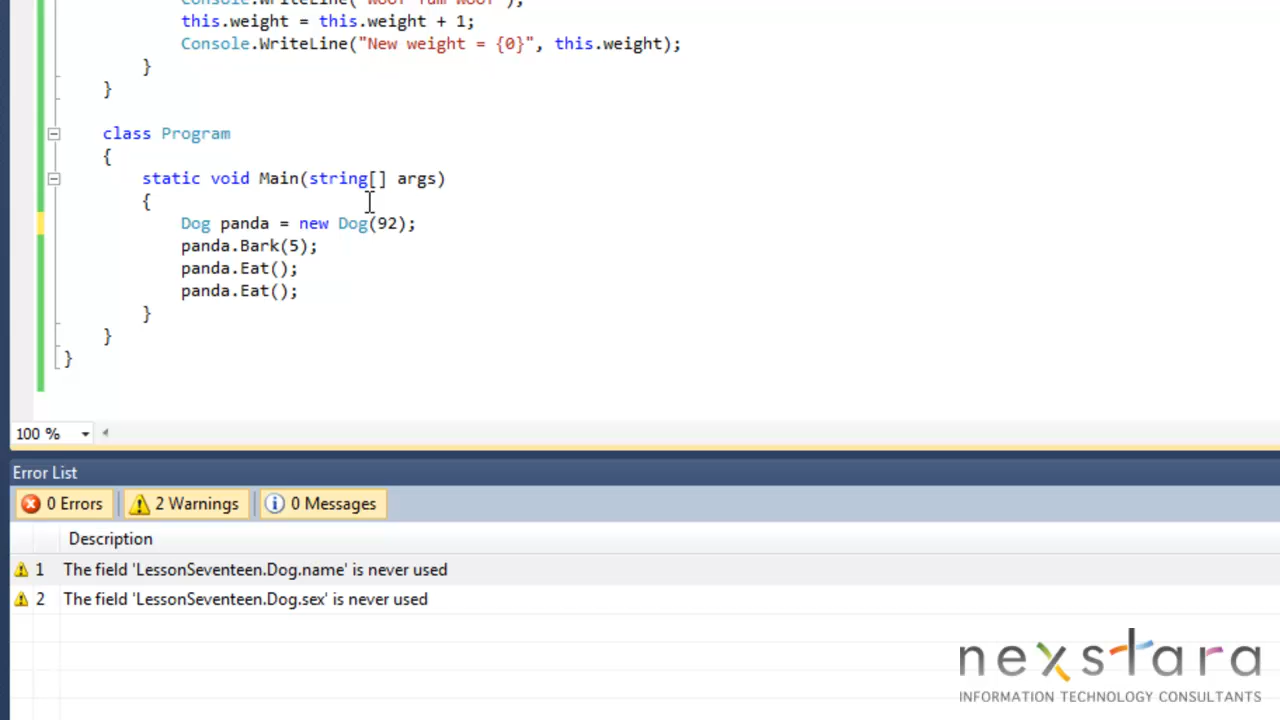 this.weight = this.weight + 1;
Console.WriteLine("New weight = {0}", this.weight);
}
}
class Program
{
static void Main(string[] args)
{
Dog panda = new Dog(92);
panda.Bark(5);
panda.Eat();
panda.Eat();
}
}
}
100 %
Error List
0 Errors
2 Warnings
0 Messages
Description
1 The field 'LessonSeventeen.Dog.name' is never used
2 The field 'LessonSeventeen.Dog.sex' is never used
nexstara
INFORMATION TECHNOLOGY CONSULTANTS